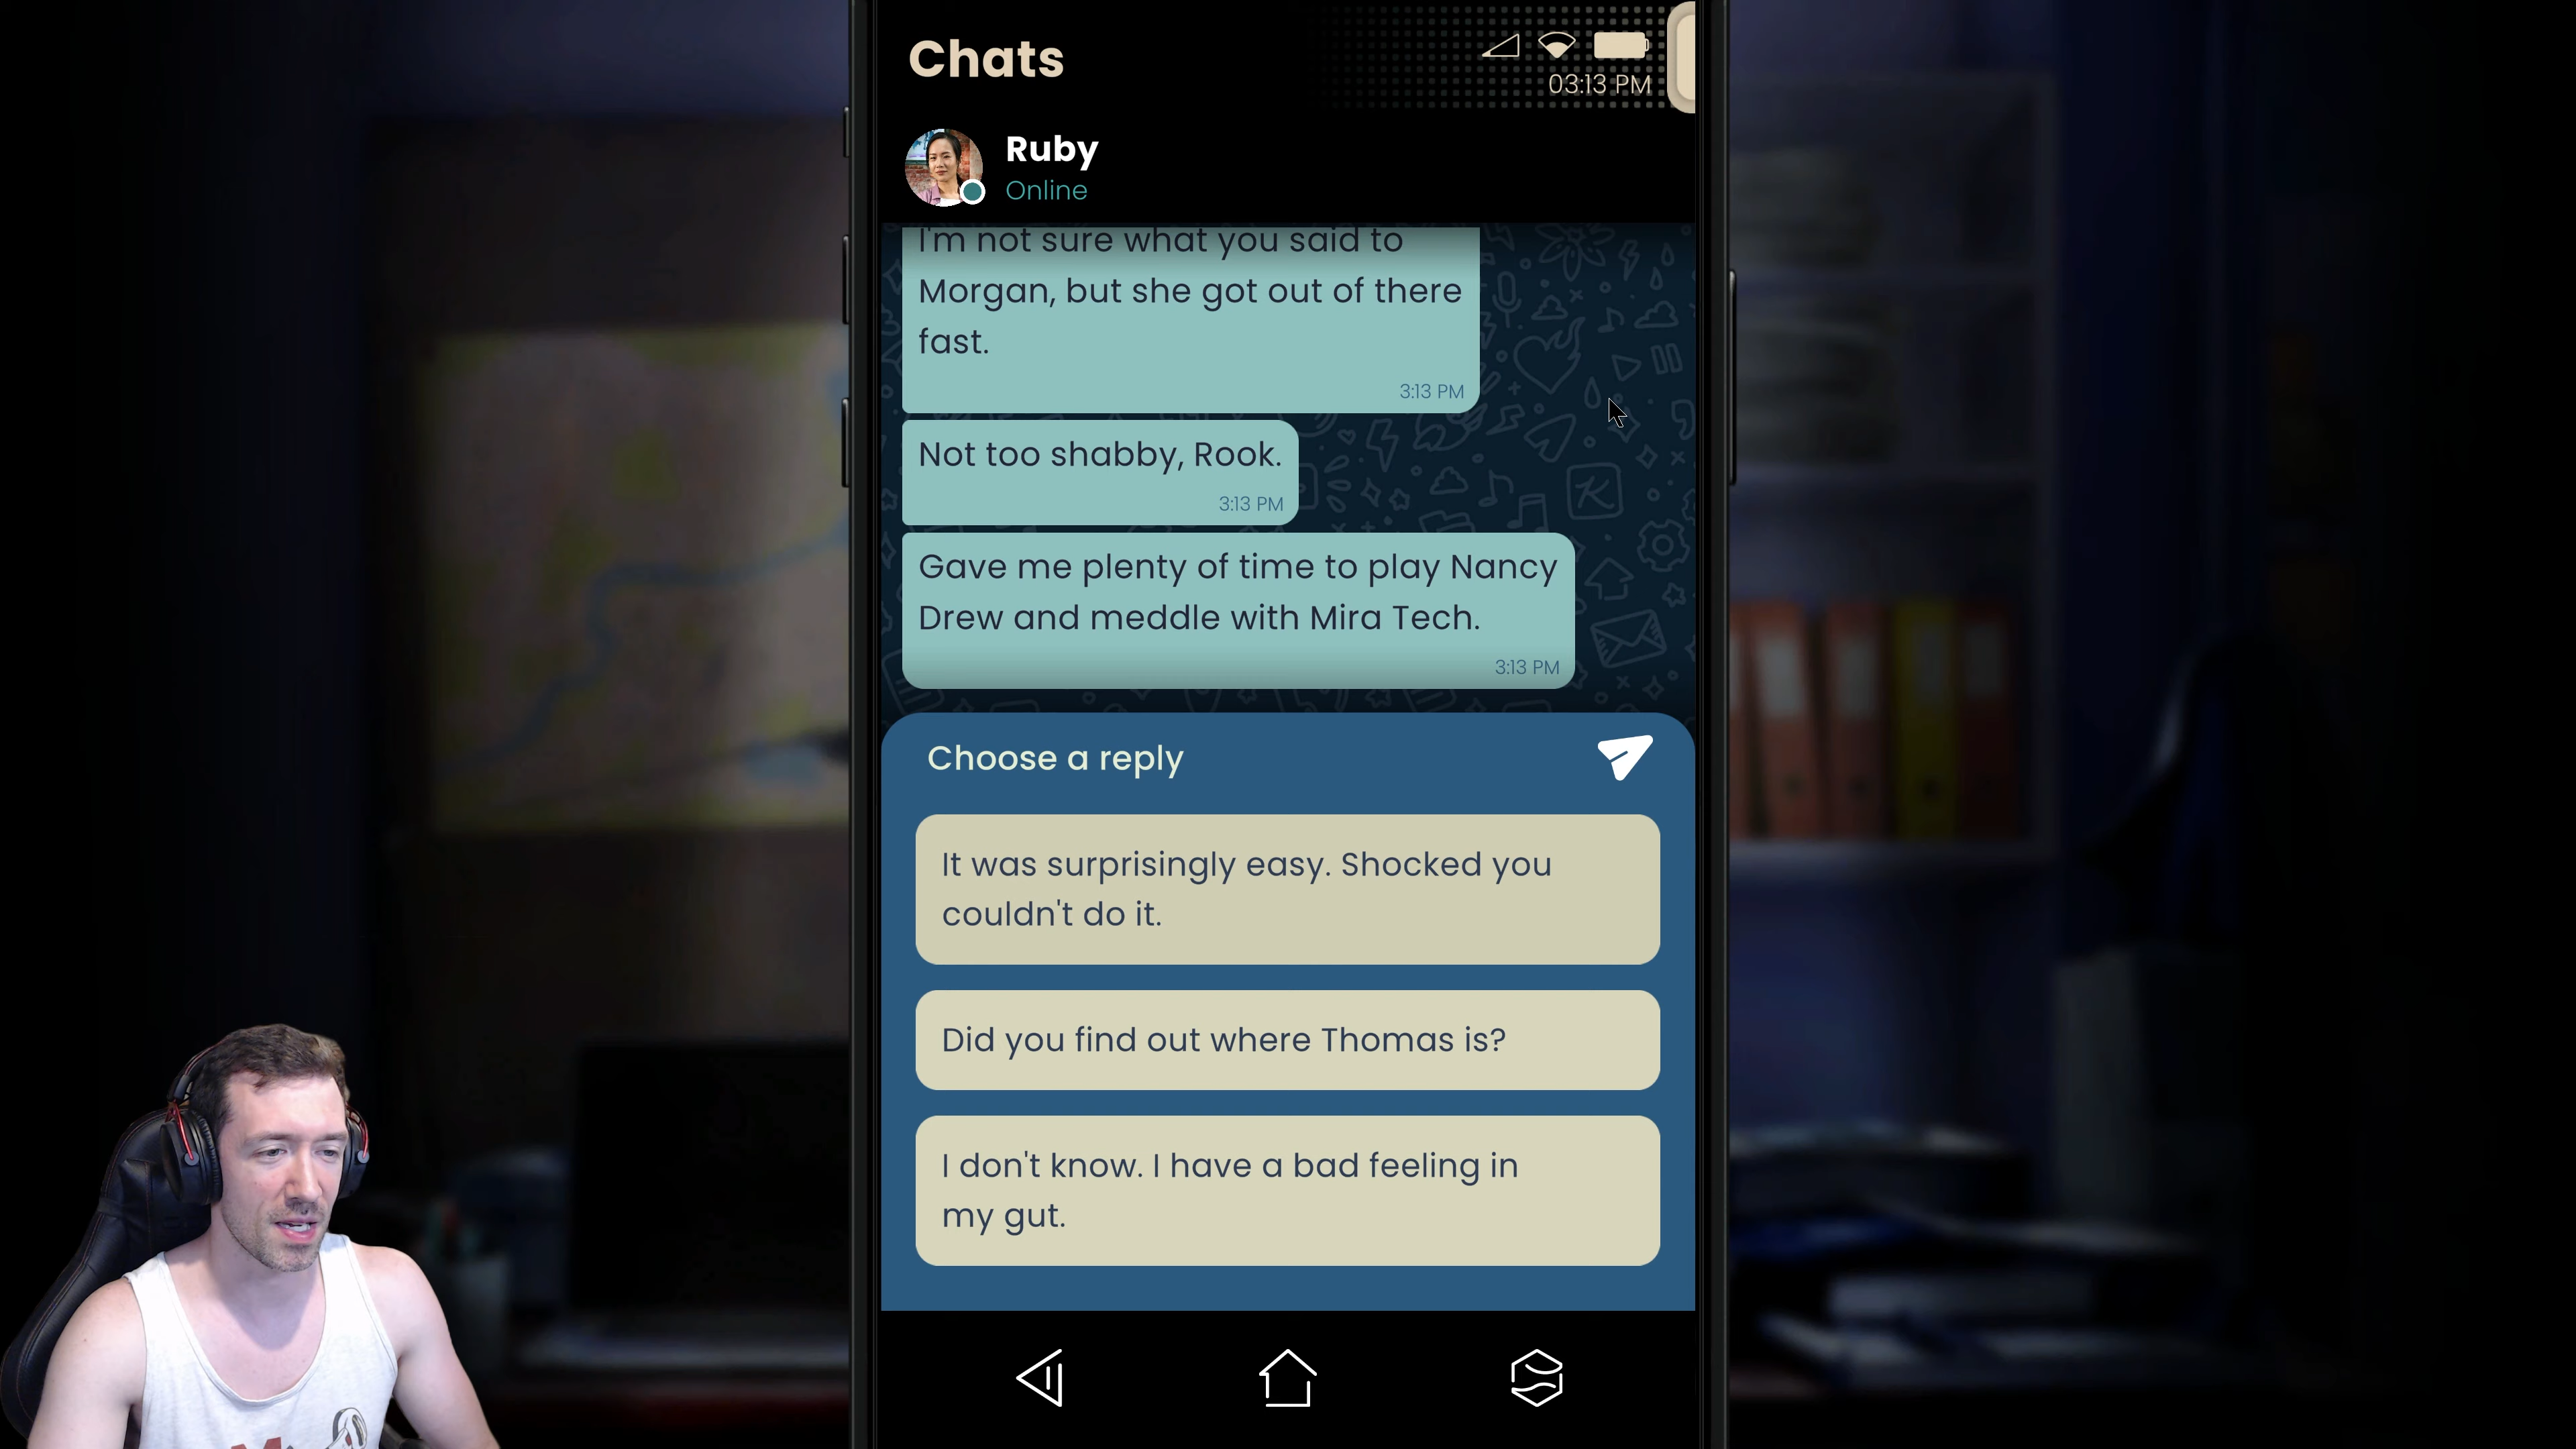 Chats
03:13 PM
Ruby
Online
I'm not sure what you said to
Morgan, but she got out of there
fast.
3:13 PM
Not too shabby, Rook.
3:13 PM
Gave me plenty of time to play Nancy
Drew and meddle with Mira Tech.
3:13 PM
Choose a reply
It was surprisingly easy. Shocked you
couldn't do it.
Did you find out where Thomas is?
I don't know. I have a bad feeling in
my gut.